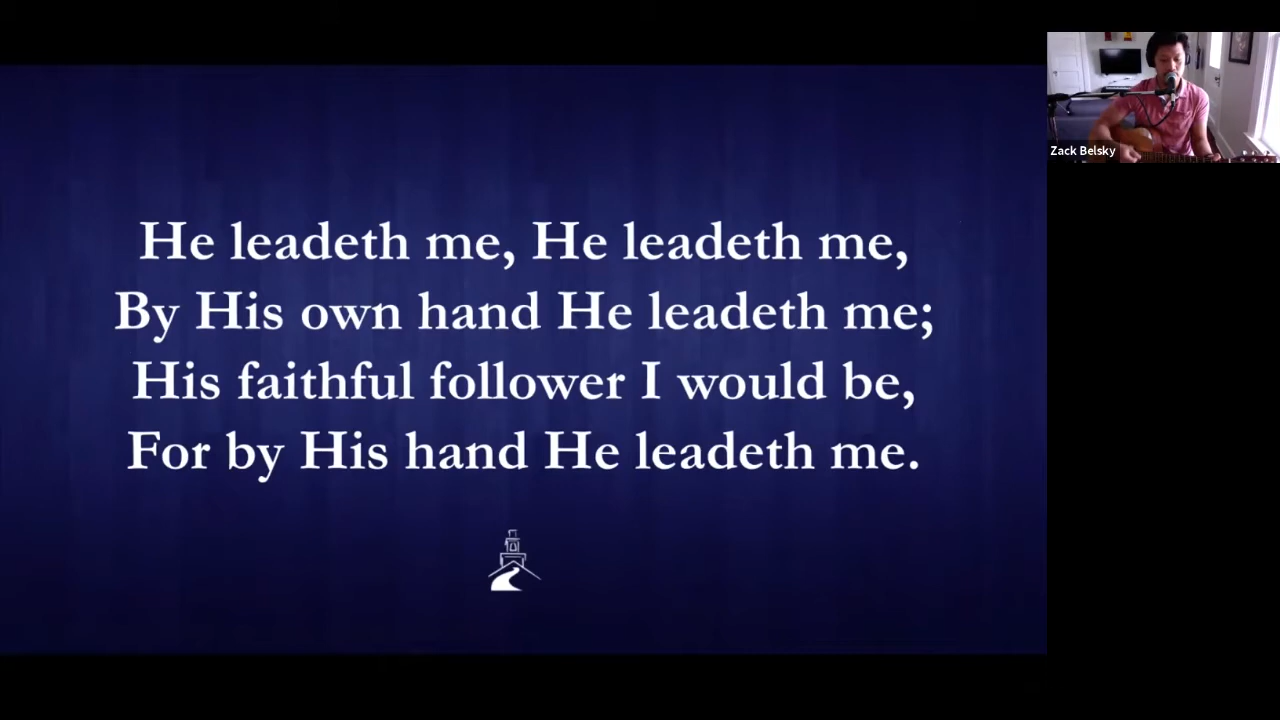 He leadeth me, He leadeth me,
By His own hand He leadeth me;
His faithful follower I would be,
For by His hand He leadeth me.
Zack Belsky